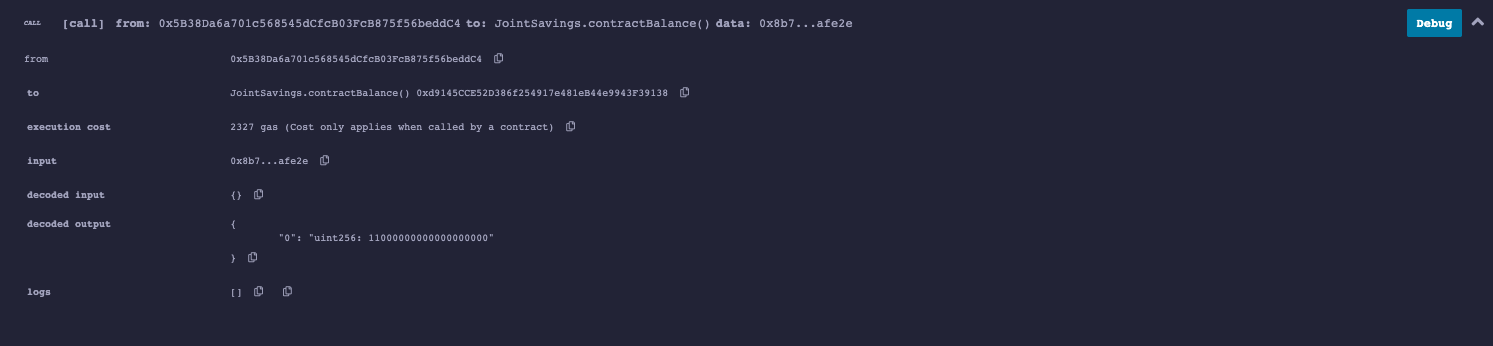 CALL [call] from: 0x5B38Da6a701c568545dCfcB03FcB875f56beddC4 to: JointSavings.contractBalance() data: 0x8b7...afe2e Debug
from 0x5B38Da6a701c568545dCfcB03FcB875f56beddC4
to JointSavings.contractBalance() 0xd9145CCE52D386f254917e481eB44e9943F39138
execution cost 2327 gas (Cost only applies when called by a contract)
input 0x8b7...afe2e
decoded input {}
decoded output {
"0": "uint256: 11000000000000000000"
}
logs []